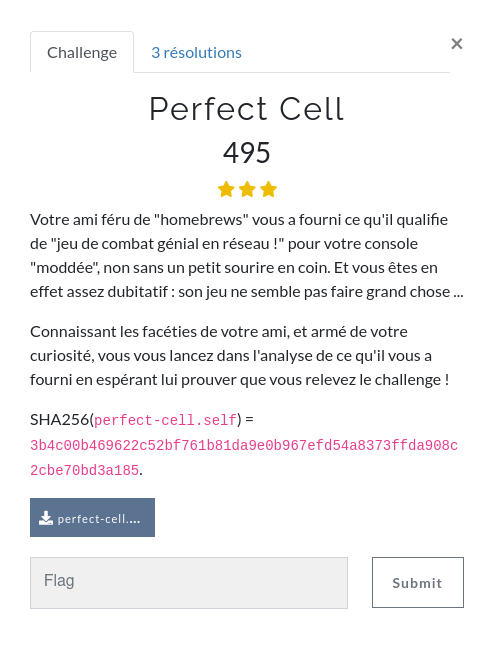 Challenge
3 résolutions
×
Perfect Cell
495
Votre ami féru de "homebrews" vous a fourni ce qu'il qualifie
de "jeu de combat génial en réseau !" pour votre console
"moddée", non sans un petit sourire en coin. Et vous êtes en
effet assez dubitatif : son jeu ne semble pas faire grand chose ...
Connaissant les facéties de votre ami, et armé de votre
curiosité, vous vous lancez dans l'analyse de ce qu'il vous a
fourni en espérant lui prouver que vous relevez le challenge !
SHA256(perfect-cell.self) =
3b4c00b469622c52bf761b81da9e0b967efd54a8373ffda908c
2cbe70bd3a185.
perfect-cell....
Flag
Submit